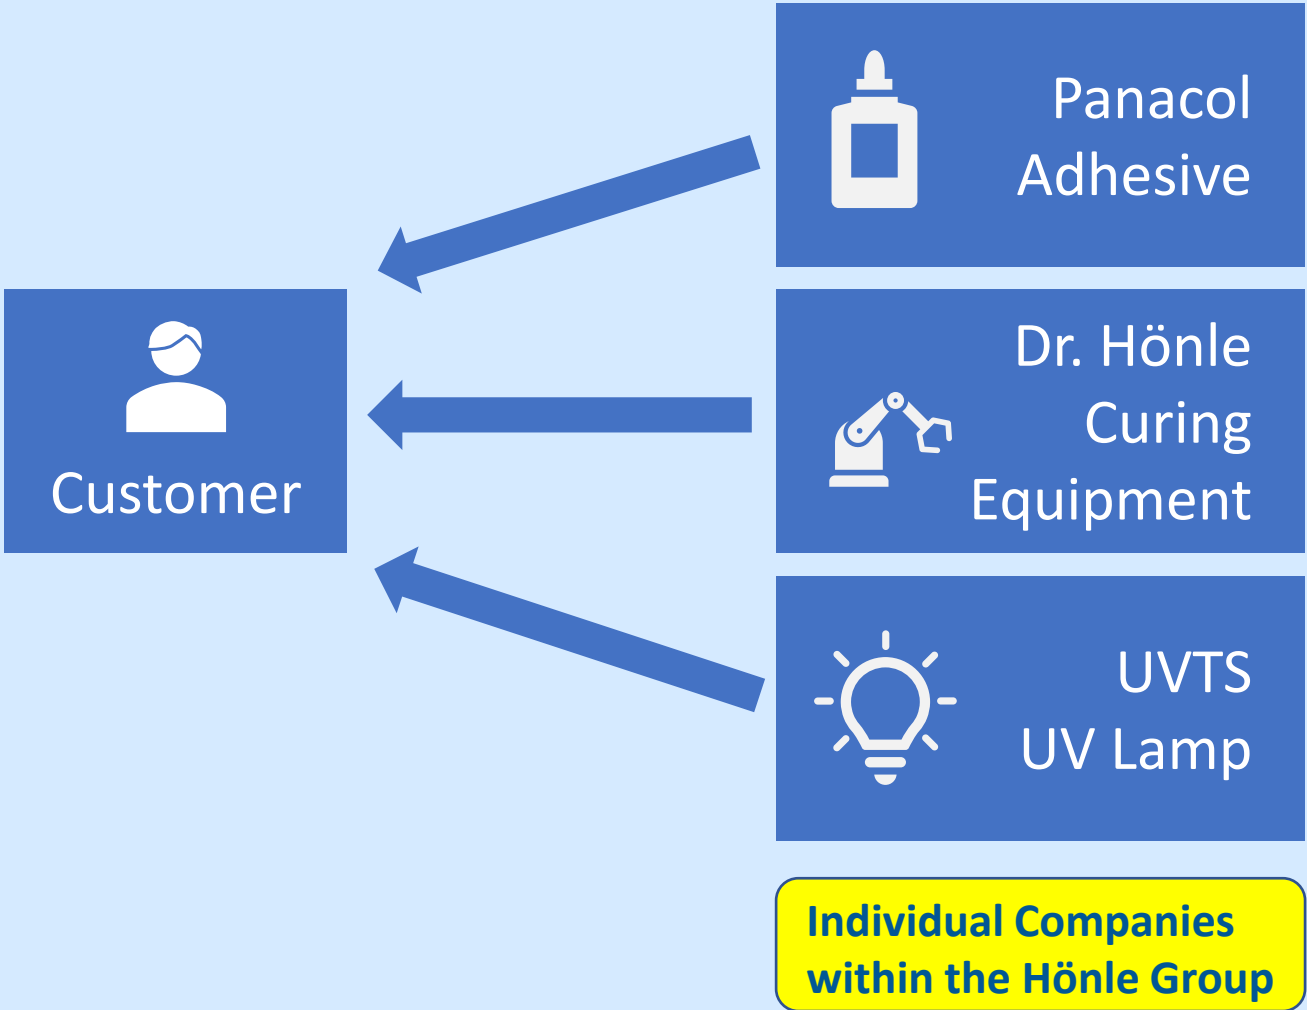 Panacol
Adhesive
Customer
Dr. Hönle
Curing
Equipment
UVTS
UV Lamp
Individual Companies
within the Hönle Group